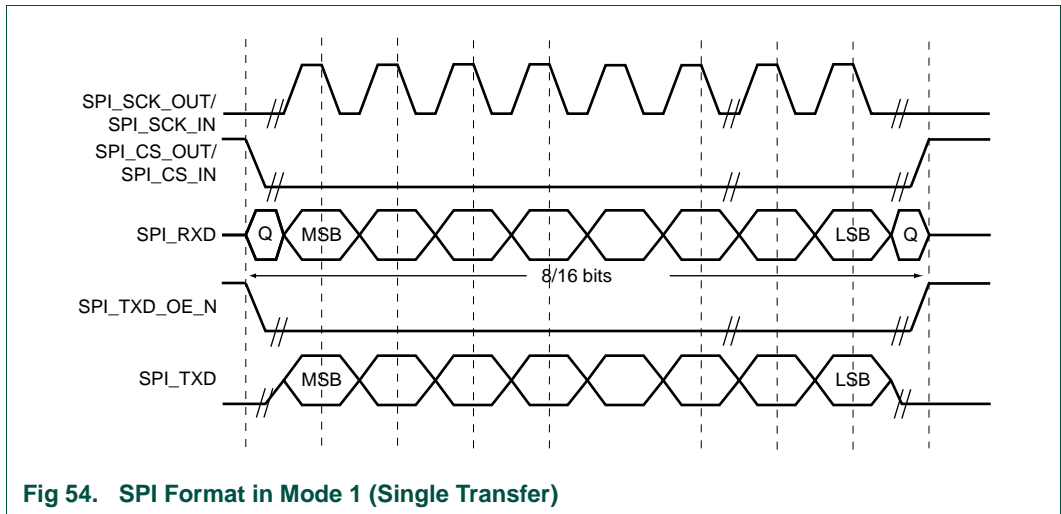 SPI_SCK_OUT/
SPI_SCK_IN
SPI_CS_OUT/
SPI_CS_IN
SPI_RXD
Q
MSB
LSB
Q
8/16 bits
SPI_TXD_OE_N
SPI_TXD
MSB
LSB
Fig 54. SPI Format in Mode 1 (Single Transfer)